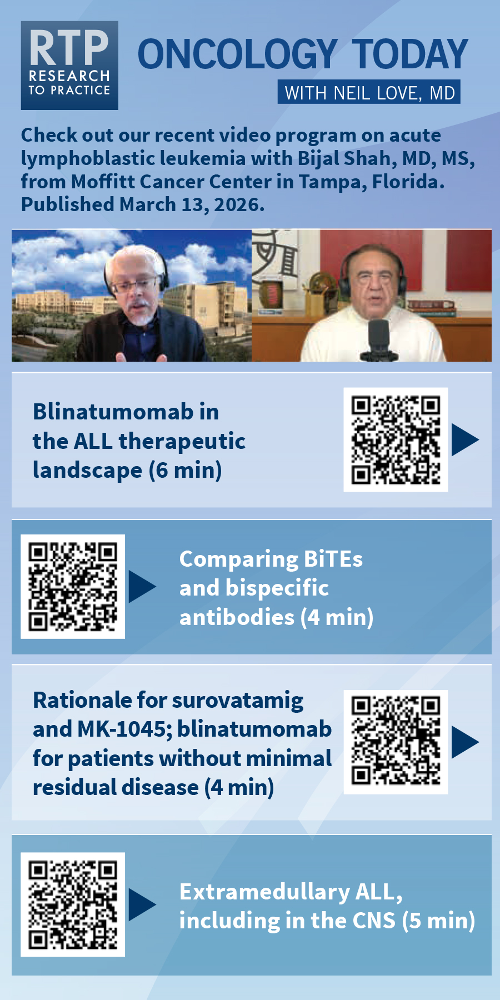 RTP
RESEARCH
TO PRACTICE
ONCOLOGY TODAY
WITH NEIL LOVE, MD
Check out our recent video program on acute
lymphoblastic leukemia with Bijal Shah, MD, MS,
from Moffitt Cancer Center in Tampa, Florida.
Published March 13, 2026.
Blinatumomab in
the ALL therapeutic
landscape (6 min)
Comparing BiTEs
and bispecific
antibodies (4 min)
Rationale for surovatamig
and MK-1045; blinatumomab
for patients without minimal
residual disease (4 min)
Extramedullary ALL,
including in the CNS (5 min)